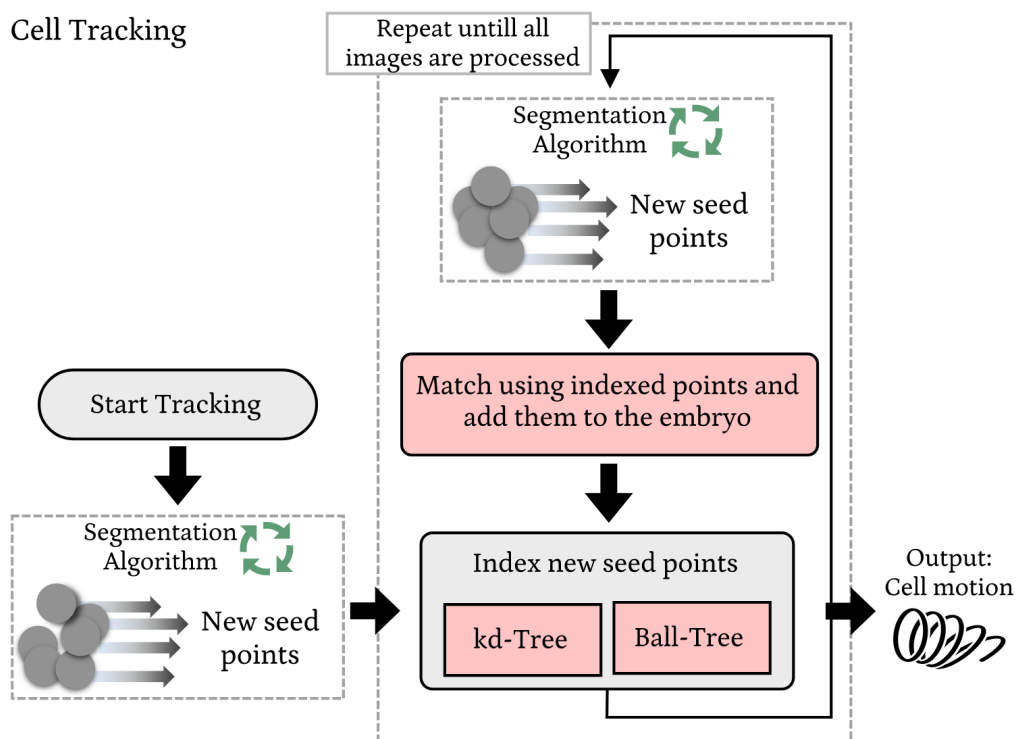 Cell Tracking
Repeat untill all
images are processed
Segmentation
Algorithm
New seed
points
Match using indexed points and
add them to the embryo
Start Tracking
Segmentation
Algorithm
New seed
points
Index new seed points
kd-Tree
Ball-Tree
Output:
Cell motion